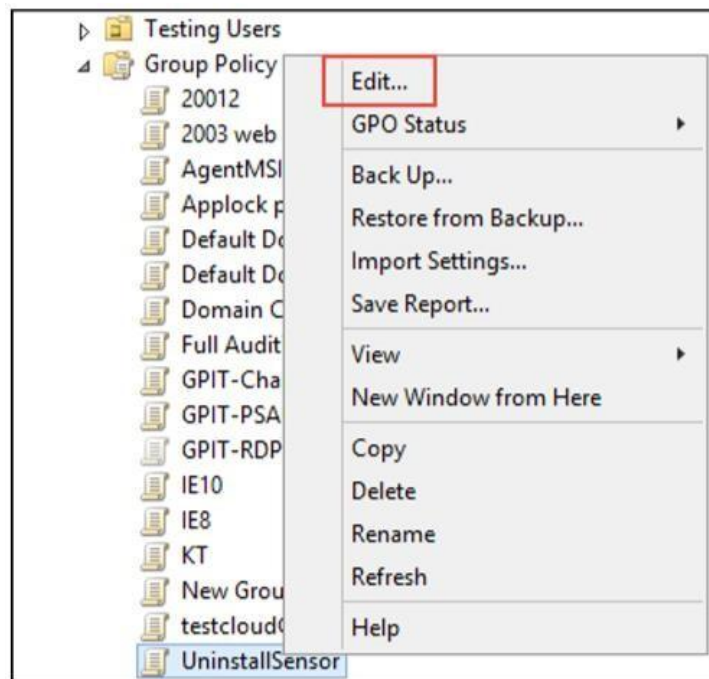 Testing Users
Group Policy
20012
2003 web
AgentMSI
Applock p
Default Do
Default Do
Domain C
Full Audit
GPIT-Cha
GPIT-PSA
GPIT-RDP
IE10
IE8
KT
New Grou
testcloud
UninstallSensor
Edit...
GPO Status
Back Up...
Restore from Backup...
Import Settings...
Save Report...
View
New Window from Here
Copy
Delete
Rename
Refresh
Help